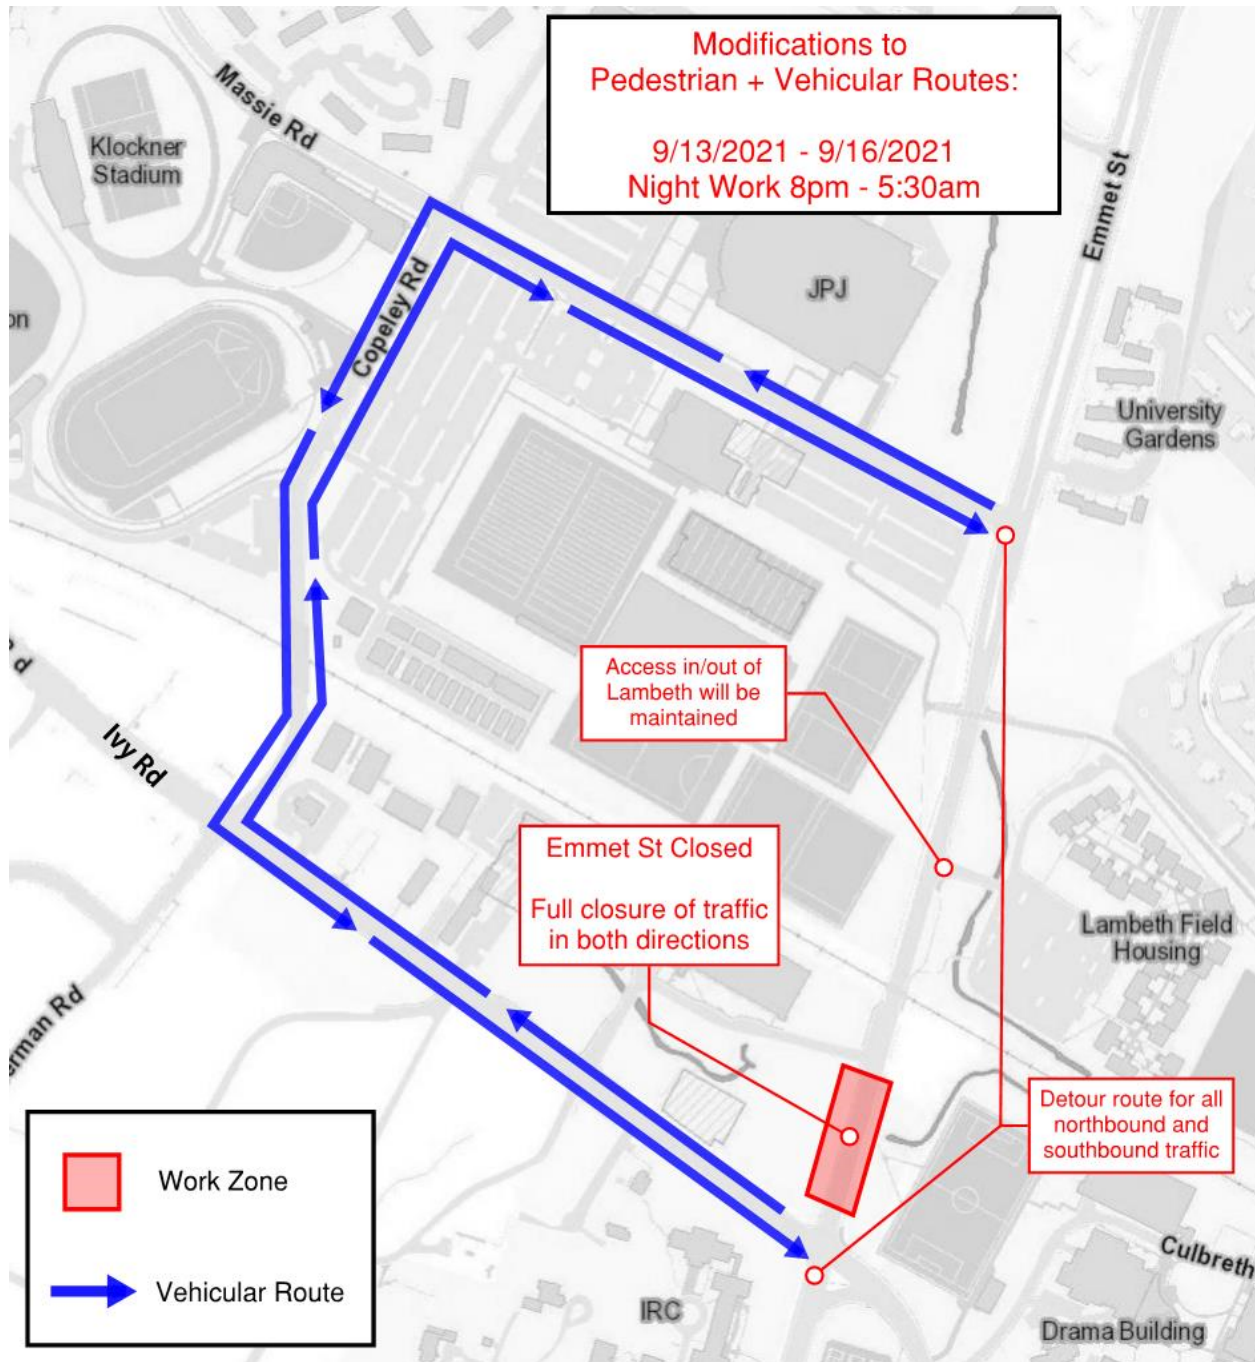 Modifications to
Pedestrian + Vehicular Routes:
9/13/2021 - 9/16/2021
Night Work 8pm - 5:30am
Massie Rd
Klockner
Stadium
Emmet St
Copeley Rd
JPJ
on
University
Gardens
Access in/out of
Lambeth will be
maintained
d
Ivy Rd
Emmet St Closed
Full closure of traffic
in both directions
Lambeth Field
Housing
erman Rd
Detour route for all
northbound and
southbound traffic
Work Zone
Vehicular Route
Culbreth
IRC
Drama Building